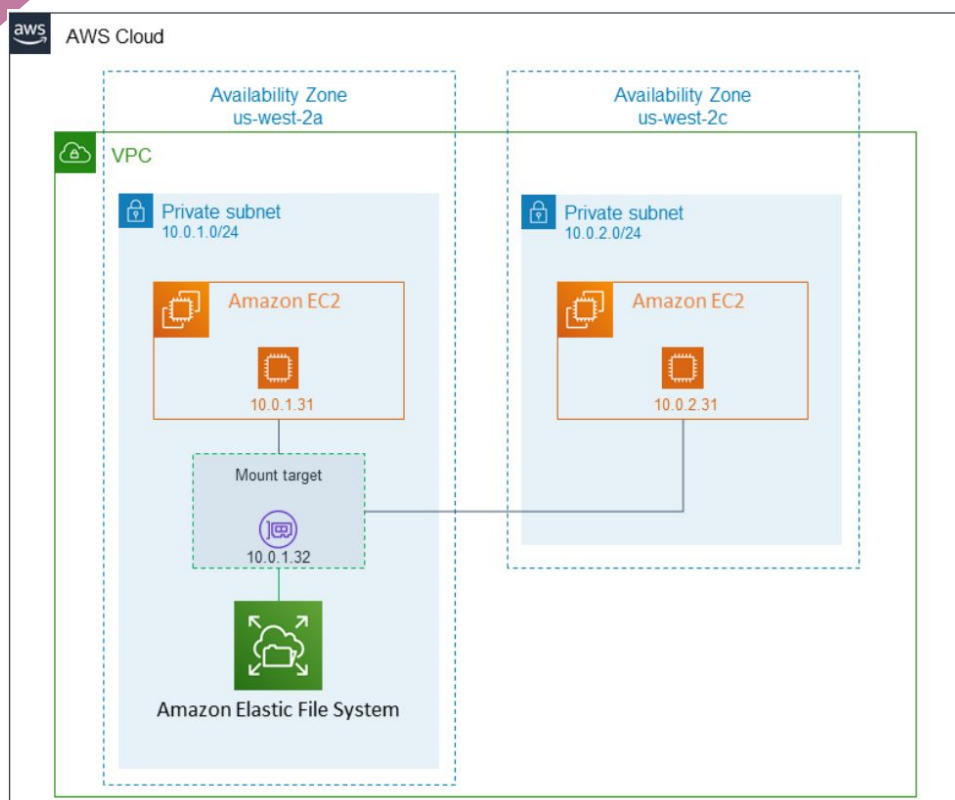 aws
AWS Cloud
Availability Zone
us-west-2a
Availability Zone
us-west-2c
VPC
Private subnet
10.0.1.0/24
Private subnet
10.0.2.0/24
Amazon EC2
Amazon EC2
10.0.1.31
10.0.2.31
Mount target
10.0.1.32
Amazon Elastic File System